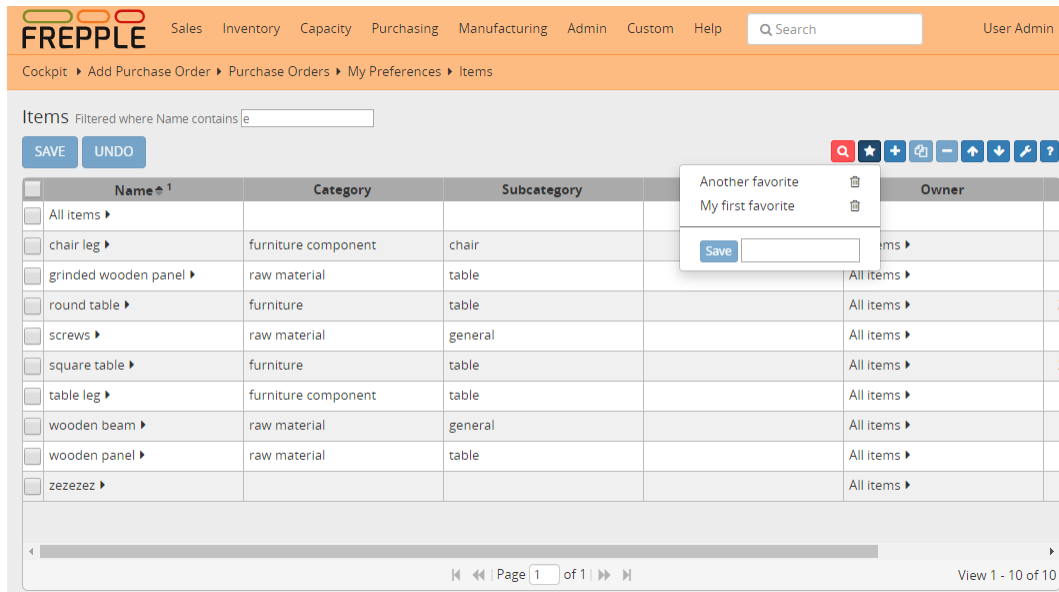 FREPPLE Sales Inventory Capacity Purchasing Manufacturing Admin Custom Help Search User Admin
Cockpit Add Purchase Order Purchase Orders My Preferences Items
Items Filtered where Name contains e
SAVE UNDO ?
Name 1 Category Subcategory Owner
Another favorite
My first favorite
Save
All items
chair leg furniture component chair ems
grinded wooden panel raw material table All items
round table furniture table All items
screws raw material general All items
square table furniture table All items
table leg furniture component table All items
wooden beam raw material general All items
wooden panel raw material table All items
zezezez All items
Page 1 of 1 View 1 - 10 of 10